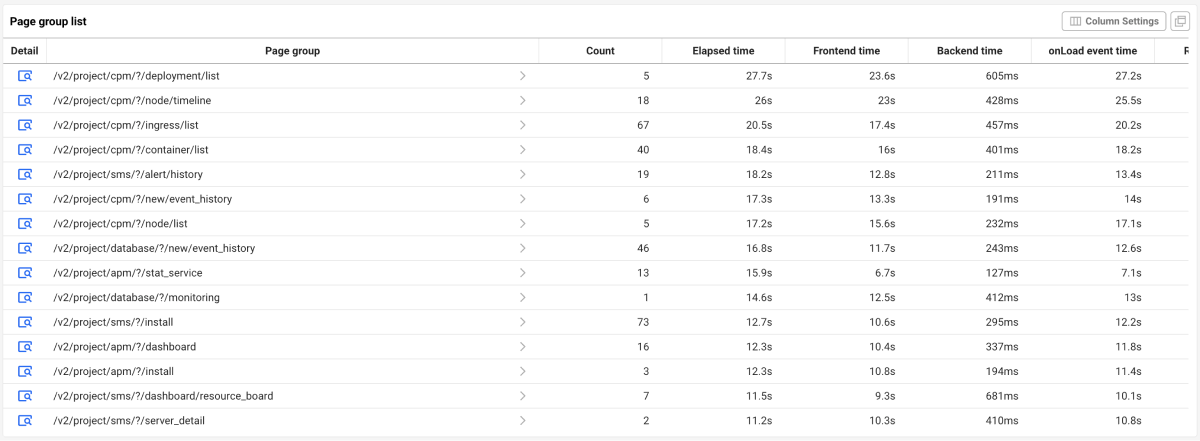 Page group list
Column Settings
Detail Page group Count Elapsed time Frontend time Backend time onLoad event time
/v2/project/cpm/?/deployment/list 5 27.7s 23.6s 605ms 27.2s
/v2/project/cpm/?/node/timeline 18 26s 23s 428ms 25.5s
/v2/project/cpm/?/ingress/list 67 20.5s 17.4s 457ms 20.2s
/v2/project/cpm/?/container/list 40 18.4s 16s 401ms 18.2s
/v2/project/sms/?/alert/history 19 18.2s 12.8s 211ms 13.4s
/v2/project/cpm/?/new/event_history 6 17.3s 13.3s 191ms 14s
/v2/project/cpm/?/node/list 5 17.2s 15.6s 232ms 17.1s
/v2/project/database/?/new/event_history 46 16.8s 11.7s 243ms 12.6s
/v2/project/apm/?/stat_service 13 15.9s 6.7s 127ms 7.1s
/v2/project/database/?/monitoring 1 14.6s 12.5s 412ms 13s
/v2/project/sms/?/install 73 12.7s 10.6s 295ms 12.2s
/v2/project/apm/?/dashboard 16 12.3s 10.4s 337ms 11.8s
/v2/project/apm/?/install 3 12.3s 10.8s 194ms 11.4s
/v2/project/sms/?/dashboard/resource_board 7 11.5s 9.3s 681ms 10.1s
/v2/project/sms/?/server_detail 2 11.2s 10.3s 410ms 10.8s